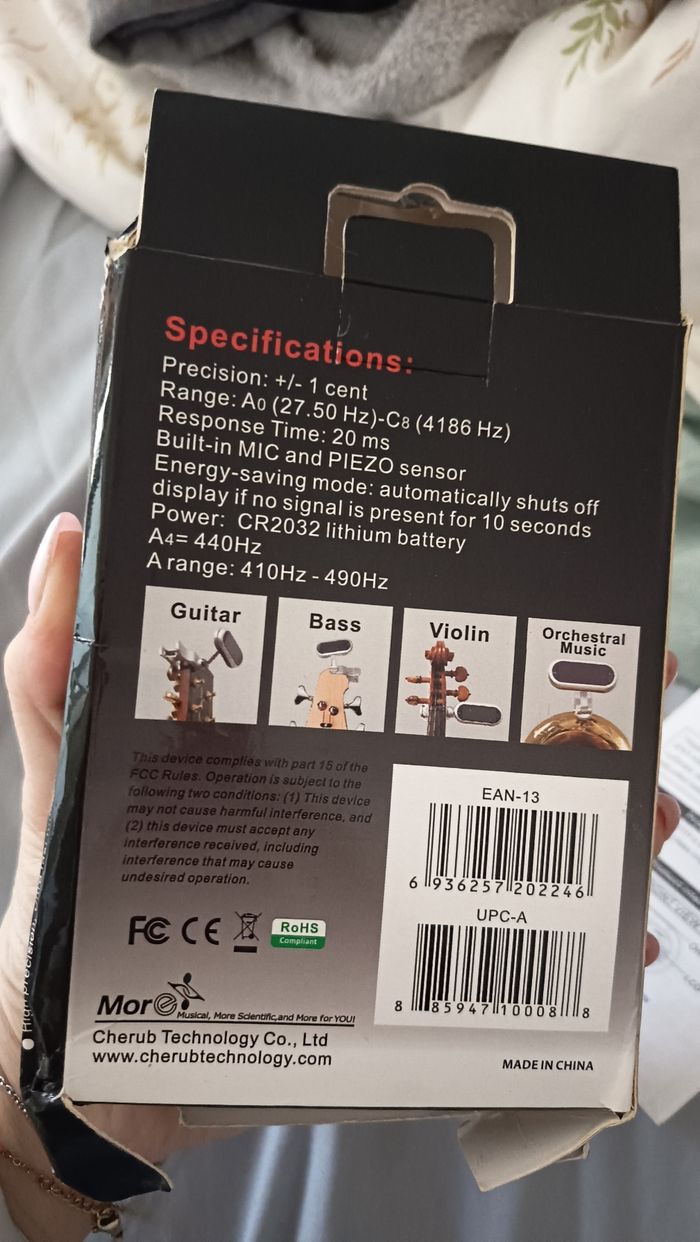 Specifications:
Precision: +/- 1 cent
Range: A0 (27.50 Hz)-C8 (4186 Hz)
Response Time: 20 ms
Built-in MIC and PIEZO sensor
Energy-saving mode: automatically shuts off
display if no signal is present for 10 seconds
Power: CR2032 lithium battery
A4= 440Hz
A range: 410Hz - 490Hz
Guitar
Bass
Violin
Orchestral
Music
This device complies with part 15 of the
FCC Rules. Operation is subject to the
following two conditions: (1) This device
may not cause harmful interference, and
(2) this device must accept any
interference received, including
interference that may cause
undesired operation.
EAN-13
6 936257 202246
UPC-A
8 85947 10008 8
FC CE RoHS
Compliant
More
Musical, More Scientific,and More for YOU!
Cherub Technology Co., Ltd
www.cherubtechnology.com
MADE IN CHINA
High Precision